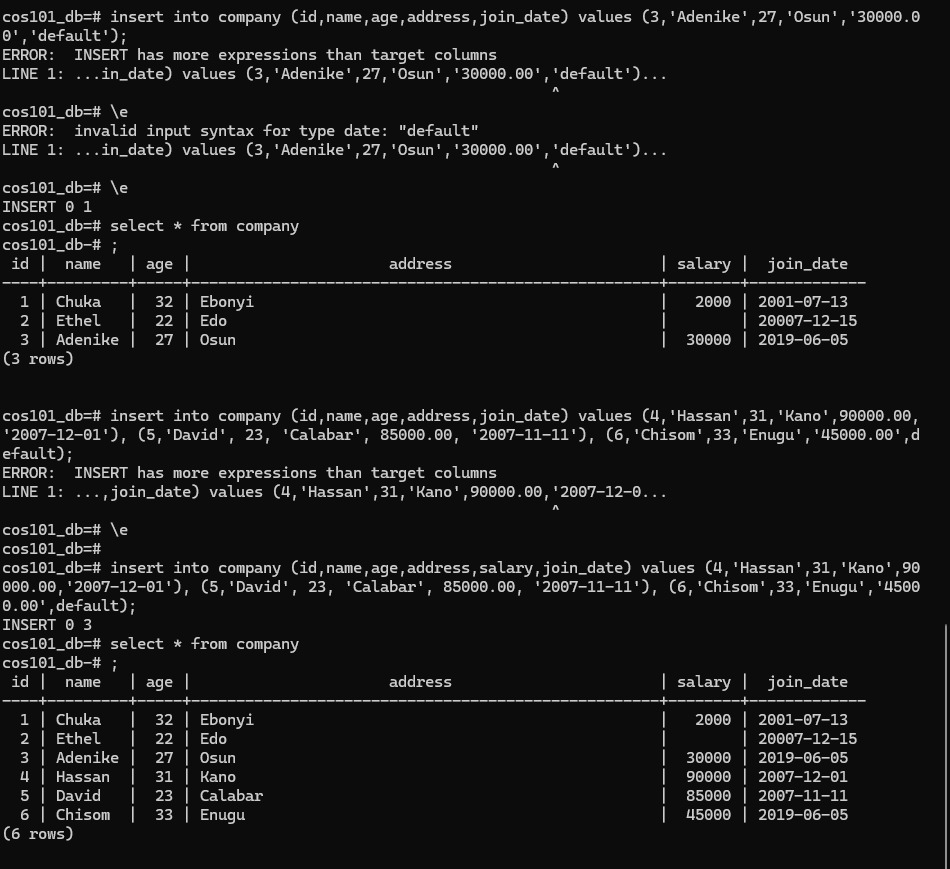 cos101_db=# insert into company (id,name,age,address,join_date) values (3,'Adenike',27,'Osun','30000.0
0','default');
ERROR:  INSERT has more expressions than target columns
LINE 1: ...in_date) values (3,'Adenike',27,'Osun','30000.00','default')...
                                                             ^
cos101_db=# \e
ERROR:  invalid input syntax for type date: "default"
LINE 1: ...in_date) values (3,'Adenike',27,'Osun','30000.00','default')...
                                                             ^
cos101_db=# \e
INSERT 0 1
cos101_db=# select * from company
cos101_db-# ;
 id |  name   | age |                      address                       | salary |  join_date
----+---------+-----+----------------------------------------------------+--------+-------------
  1 | Chuka   |  32 | Ebonyi                                             |   2000 | 2001-07-13
  2 | Ethel   |  22 | Edo                                                |        | 20007-12-15
  3 | Adenike |  27 | Osun                                               |  30000 | 2019-06-05
(3 rows)
cos101_db=# insert into company (id,name,age,address,join_date) values (4,'Hassan',31,'Kano',90000.00,
'2007-12-01'), (5,'David', 23, 'Calabar', 85000.00, '2007-11-11'), (6,'Chisom',33,'Enugu','45000.00',d
efault);
ERROR:  INSERT has more expressions than target columns
LINE 1: ...,join_date) values (4,'Hassan',31,'Kano',90000.00,'2007-12-0...
                                                             ^
cos101_db=# \e
cos101_db=#
cos101_db=# insert into company (id,name,age,address,salary,join_date) values (4,'Hassan',31,'Kano',90
000.00,'2007-12-01'), (5,'David', 23, 'Calabar', 85000.00, '2007-11-11'), (6,'Chisom',33,'Enugu','4500
0.00',default);
INSERT 0 3
cos101_db=# select * from company
cos101_db-# ;
 id |  name   | age |                      address                       | salary |  join_date
----+---------+-----+----------------------------------------------------+--------+-------------
  1 | Chuka   |  32 | Ebonyi                                             |   2000 | 2001-07-13
  2 | Ethel   |  22 | Edo                                                |        | 20007-12-15
  3 | Adenike |  27 | Osun                                               |  30000 | 2019-06-05
  4 | Hassan  |  31 | Kano                                               |  90000 | 2007-12-01
  5 | David   |  23 | Calabar                                            |  85000 | 2007-11-11
  6 | Chisom  |  33 | Enugu                                              |  45000 | 2019-06-05
(6 rows)